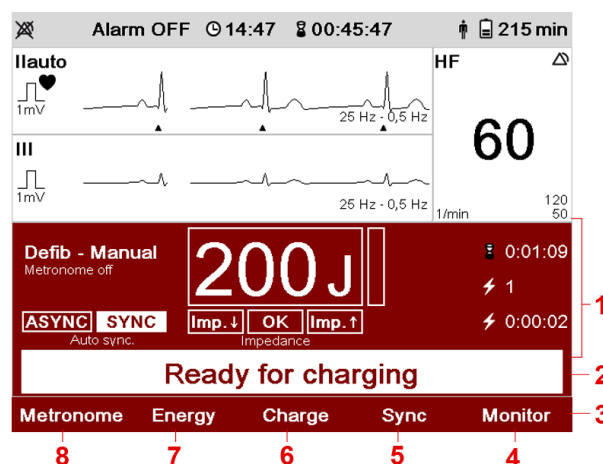 Alarm OFF 14:47 00:45:47 215 min
IIauto
1mV
25 Hz - 0,5 Hz
HF
60
III
1mV
25 Hz - 0,5 Hz
1/min
120
50
Defib - Manual
Metronome off
200 J
0:01:09
1
0:00:02
ASYNC SYNC
Auto sync.
Imp.↓ OK Imp.↑
Impedance
1
Ready for charging
2
Metronome Energy Charge Sync Monitor
3
8 7 6 5 4